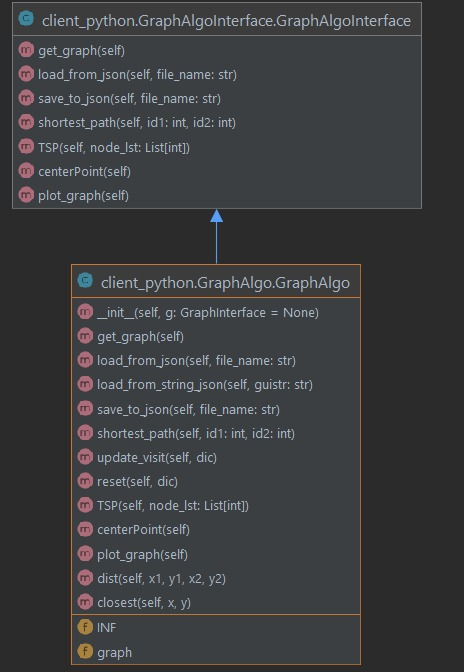 C client_python.GraphAlgoInterface.GraphAlgoInterface
m get_graph(self)
m load_from_json(self, file_name: str)
m save_to_json(self, file_name: str)
m shortest_path(self, id1: int, id2: int)
m TSP(self, node_lst: List[int])
m centerPoint(self)
m plot_graph(self)
C client_python.GraphAlgo.GraphAlgo
m __init__(self, g: GraphInterface = None)
m get_graph(self)
m load_from_json(self, file_name: str)
m load_from_string_json(self, guistr: str)
m save_to_json(self, file_name: str)
m shortest_path(self, id1: int, id2: int)
m update_visit(self, dic)
m reset(self, dic)
m TSP(self, node_lst: List[int])
m centerPoint(self)
m plot_graph(self)
m dist(self, x1, y1, x2, y2)
m closest(self, x, y)
f INF
f graph